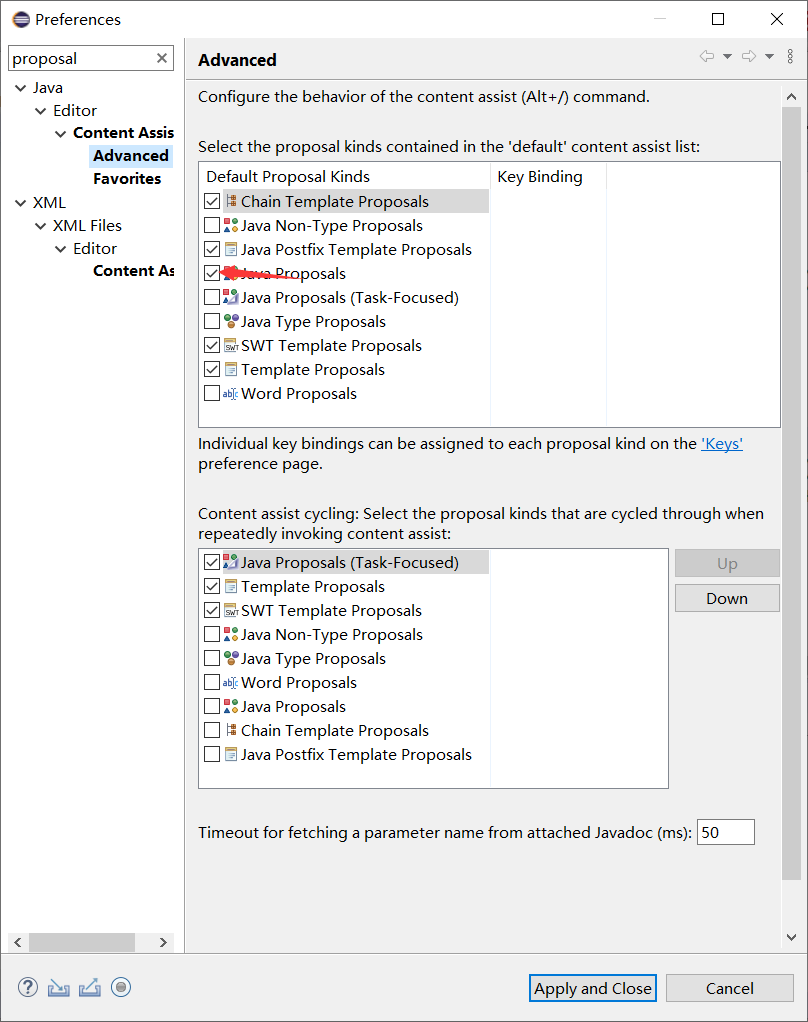 Preferences
proposal
Advanced
Java
Editor
Content Assis
Advanced
Favorites
XML
XML Files
Editor
Content As
Configure the behavior of the content assist (Alt+/) command.
Select the proposal kinds contained in the 'default' content assist list:
Default Proposal Kinds Key Binding
Chain Template Proposals
Java Non-Type Proposals
Java Postfix Template Proposals
Java Proposals
Java Proposals (Task-Focused)
Java Type Proposals
SWT Template Proposals
Template Proposals
Word Proposals
Individual key bindings can be assigned to each proposal kind on the 'Keys'
preference page.
Content assist cycling: Select the proposal kinds that are cycled through when
repeatedly invoking content assist:
Java Proposals (Task-Focused)
Template Proposals
SWT Template Proposals
Java Non-Type Proposals
Java Type Proposals
Word Proposals
Java Proposals
Chain Template Proposals
Java Postfix Template Proposals
Up
Down
Timeout for fetching a parameter name from attached Javadoc (ms): 50
Apply and Close Cancel